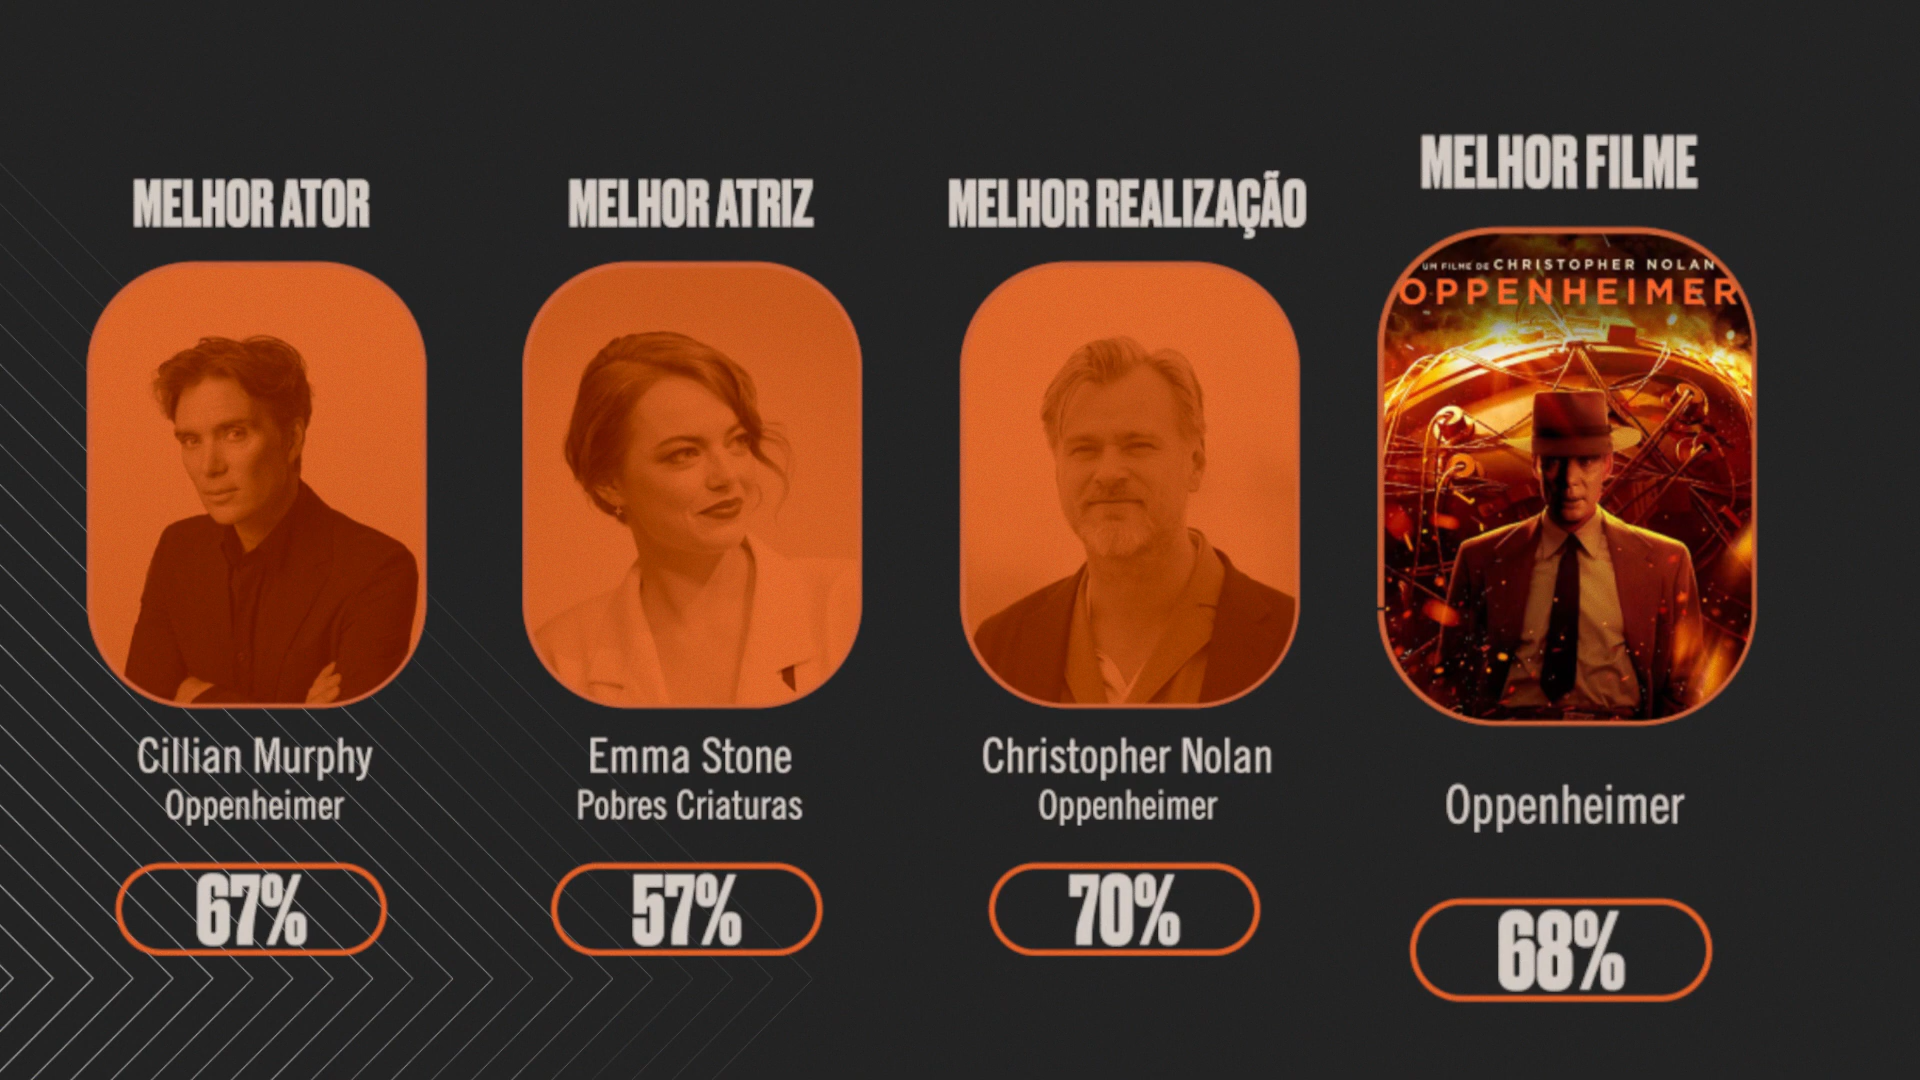 MELHOR ATOR
Cillian Murphy
Oppenheimer
67%
MELHOR ATRIZ
Emma Stone
Pobres Criaturas
57%
MELHOR REALIZAÇÃO
Christopher Nolan
Oppenheimer
70%
MELHOR FILME
UM FILME DE CHRISTOPHER NOLAN
OPPENHEIMER
Oppenheimer
68%